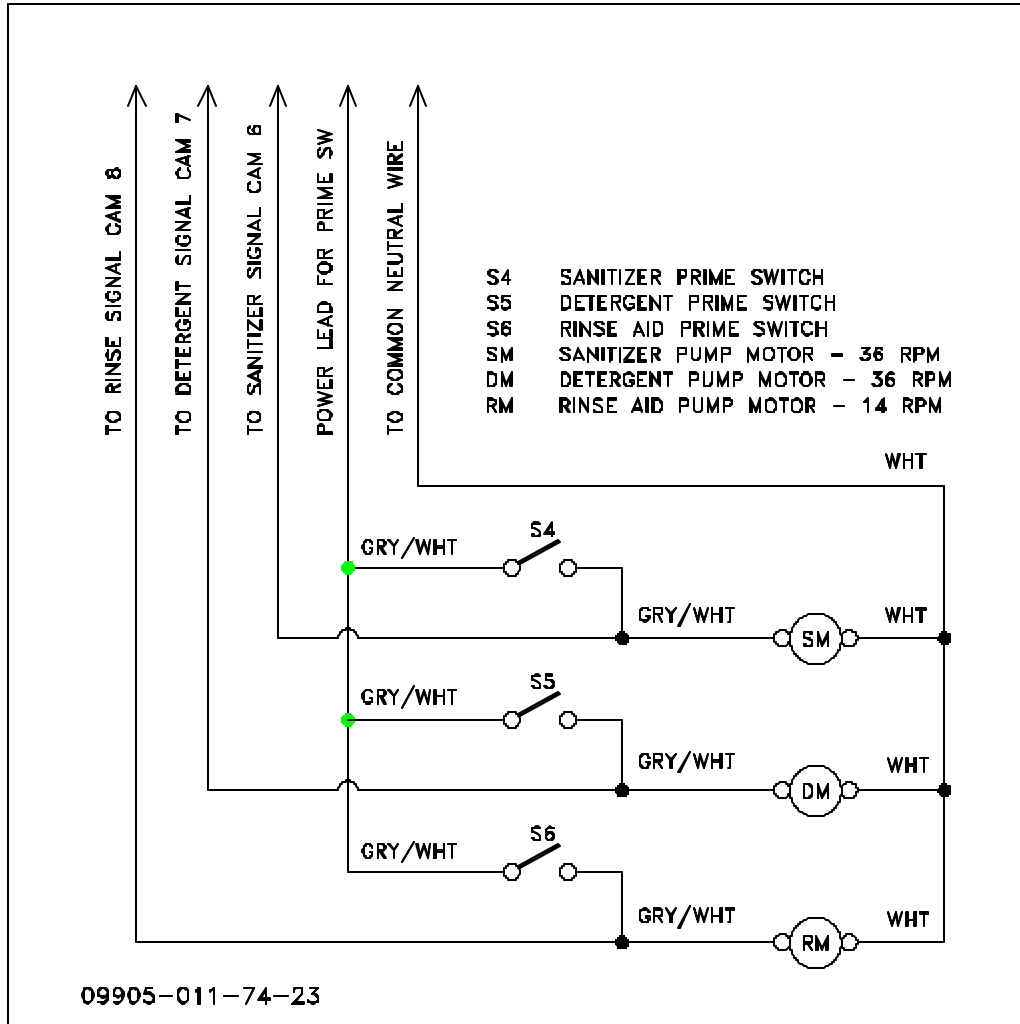 TO RINSE SIGNAL CAM 8
TO DETERGENT SIGNAL CAM 7
TO SANITIZER SIGNAL CAM 6
POWER LEAD FOR PRIME SW
TO COMMON NEUTRAL WIRE
S4 SANITIZER PRIME SWITCH
S5 DETERGENT PRIME SWITCH
S6 RINSE AID PRIME SWITCH
SM SANITIZER PUMP MOTOR - 36 RPM
DM DETERGENT PUMP MOTOR - 36 RPM
RM RINSE AID PUMP MOTOR - 14 RPM
WHT
S4
GRY/WHT
GRY/WHT
WHT
SM
S5
GRY/WHT
GRY/WHT
WHT
DM
S6
GRY/WHT
GRY/WHT
WHT
RM
09905-011-74-23